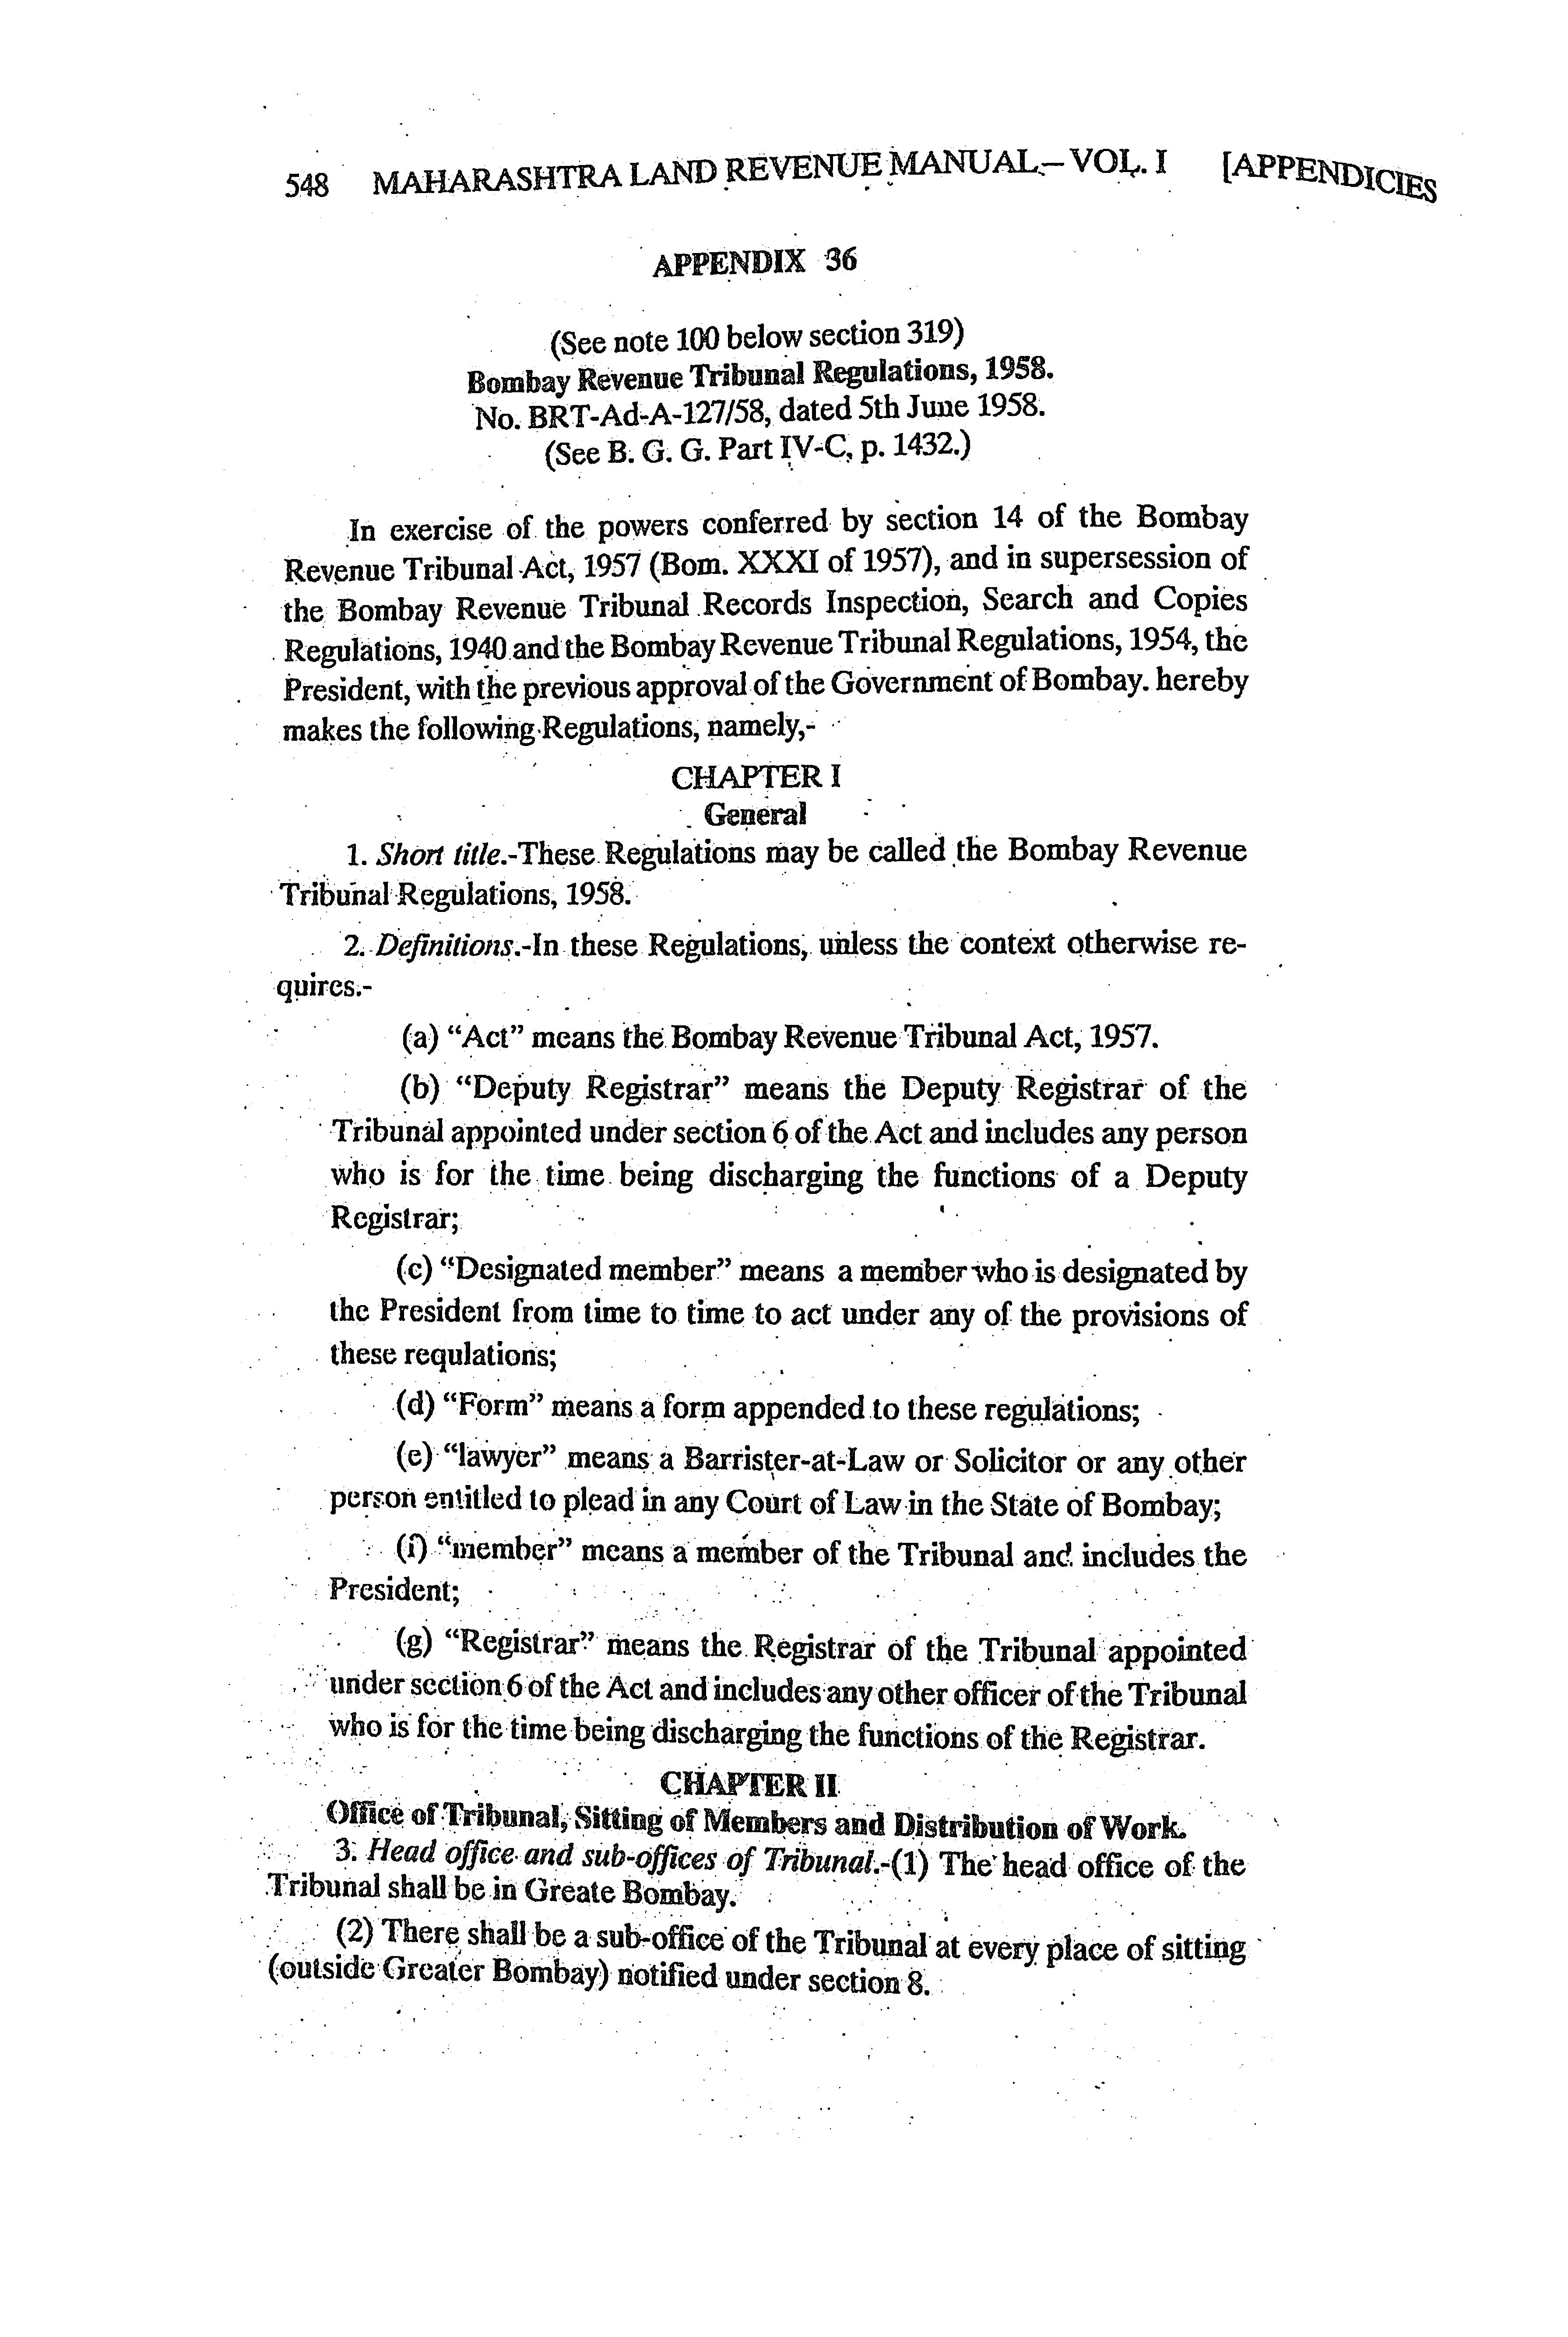 548 MAHARASHTRA LAND REVENUE MANUAL.– VOL. I [APPENDICIES
APPENDIX 36
(See note 100 below section 319)
Bombay Revenue Tribunal Regulations, 1958.
No. BRT-Ad-A-127/58, dated 5th June 1958.
(See B. G. G. Part IV-C, p. 1432.)
In exercise of the powers conferred by section 14 of the Bombay
Revenue Tribunal Act, 1957 (Bom. XXXI of 1957), and in supersession of
the Bombay Revenue Tribunal Records Inspection, Search and Copies
Regulations, 1940 and the Bombay Revenue Tribunal Regulations, 1954, the
President, with the previous approval of the Government of Bombay. hereby
makes the following Regulations, namely,-
CHAPTER I
General
1. Short title.-These Regulations may be called the Bombay Revenue
Tribunal Regulations, 1958.
2. Definitions.-In these Regulations, unless the context otherwise re-
quires.-
(a) “Act” means the Bombay Revenue Tribunal Act, 1957.
(b) “Deputy Registrar” means the Deputy Registrar of the
Tribunal appointed under section 6 of the Act and includes any person
who is for the time being discharging the functions of a Deputy
Registrar;
(c) “Designated member” means a member who is designated by
the President from time to time to act under any of the provisions of
these requlations;
(d) “Form” means a form appended to these regulations;
(e) “lawyer” means a Barrister-at-Law or Solicitor or any other
person entitled to plead in any Court of Law in the State of Bombay;
(f) “member” means a member of the Tribunal and includes the
President;
(g) “Registrar” means the Registrar of the Tribunal appointed
under section 6 of the Act and includes any other officer of the Tribunal
who is for the time being discharging the functions of the Registrar.
CHAPTER II
Office of Tribunal, Sitting of Members and Distribution of Work.
3. Head office and sub-offices of Tribunal.-(1) The head office of the
Tribunal shall be in Greate Bombay.
(2) There shall be a sub-office of the Tribunal at every place of sitting
(outside Greater Bombay) notified under section 8.